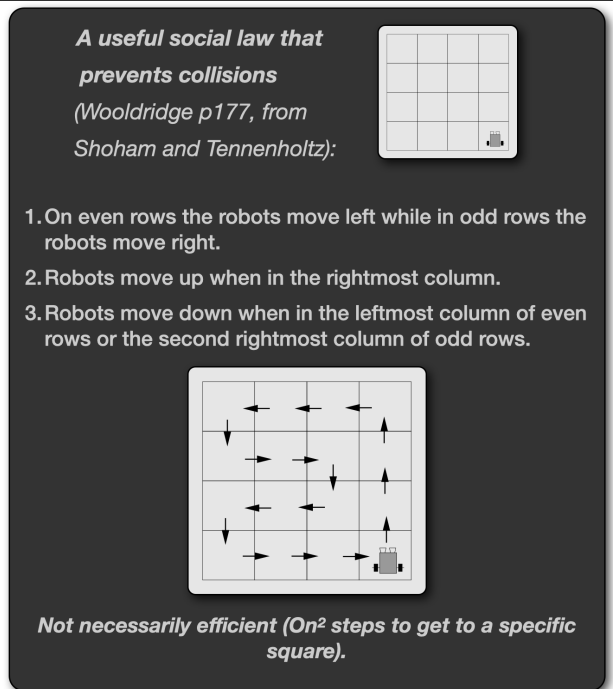 A useful social law that
prevents collisions
(Wooldridge p177, from
Shoham and Tennenholtz):
1. On even rows the robots move left while in odd rows the
robots move right.
2. Robots move up when in the rightmost column.
3. Robots move down when in the leftmost column of even
rows or the second rightmost column of odd rows.
Not necessarily efficient (On² steps to get to a specific
square).